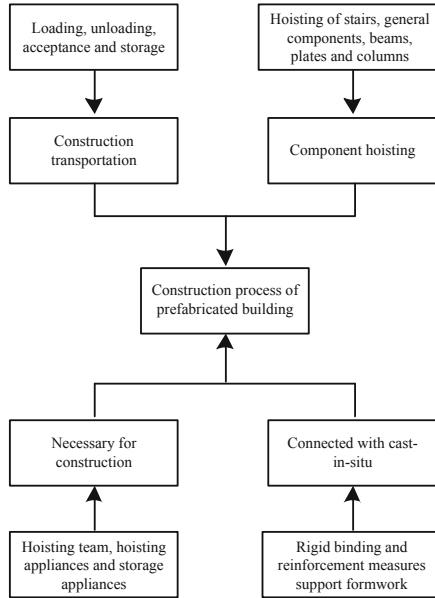 Loading, unloading,
acceptance and storage
Hoisting of stairs, general
components, beams,
plates and columns
Construction
transportation
Component hoisting
Construction process of
prefabricated building
Necessary for
construction
Connected with cast-
in-situ
Hoisting team, hoisting
appliances and storage
appliances
Rigid binding and
reinforcement measures
support formwork